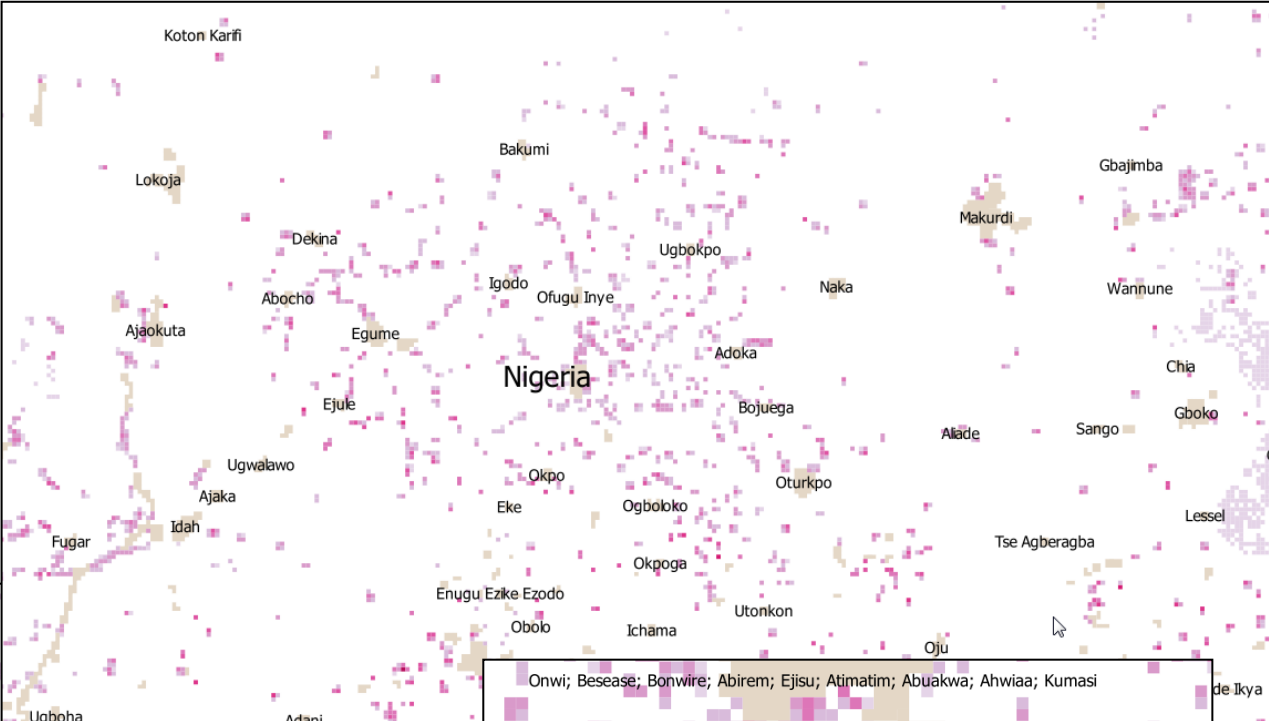 Koton Karifi
Bakumi
Gbajimba
Lokoja
Makurdi
Dekina
Ugbokpo
Igodo
Naka
Wannune
Abocho
Ofugu Inye
Ajaokuta
Egume
Adoka
Chia
Nigeria
Ejule
Bojuega
Gboko
Aliade
Sango
Ugwalawo
Okpo
Oturkpo
Ajaka
Eke
Ogboloko
Lessel
Idah
Fugar
Tse Agberagba
Okpoga
Enugu Ezike Ezodo
Utonkon
Obolo
Ichama
Oju
Onwi; Besease; Bonwire; Abirem; Ejisu; Atimatim; Abuakwa; Ahwiaa; Kumasi
de Ikya
Ugboha
Adani